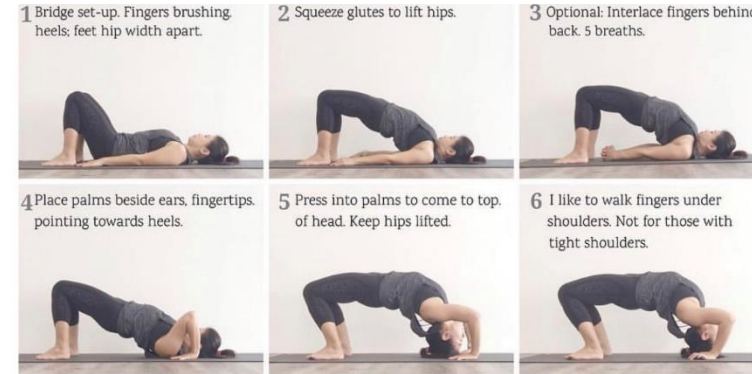 1 Bridge set-up. Fingers brushing.
heels; feet hip width apart.
2 Squeeze glutes to lift hips.
3 Optional: Interlace fingers behind
back. 5 breaths.
4 Place palms beside ears, fingertips.
pointing towards heels.
5 Press into palms to come to top.
of head. Keep hips lifted.
6 I like to walk fingers under
shoulders. Not for those with
tight shoulders.